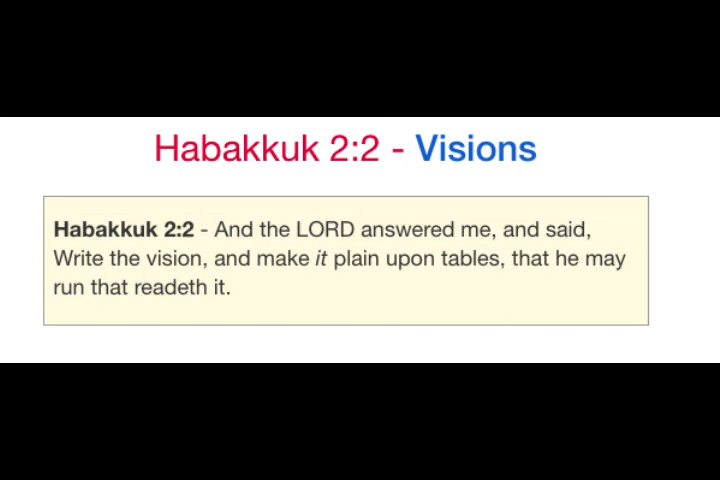 Habakkuk 2:2 - Visions
Habakkuk 2:2 - And the LORD answered me, and said,
Write the vision, and make it plain upon tables, that he may
run that readeth it.